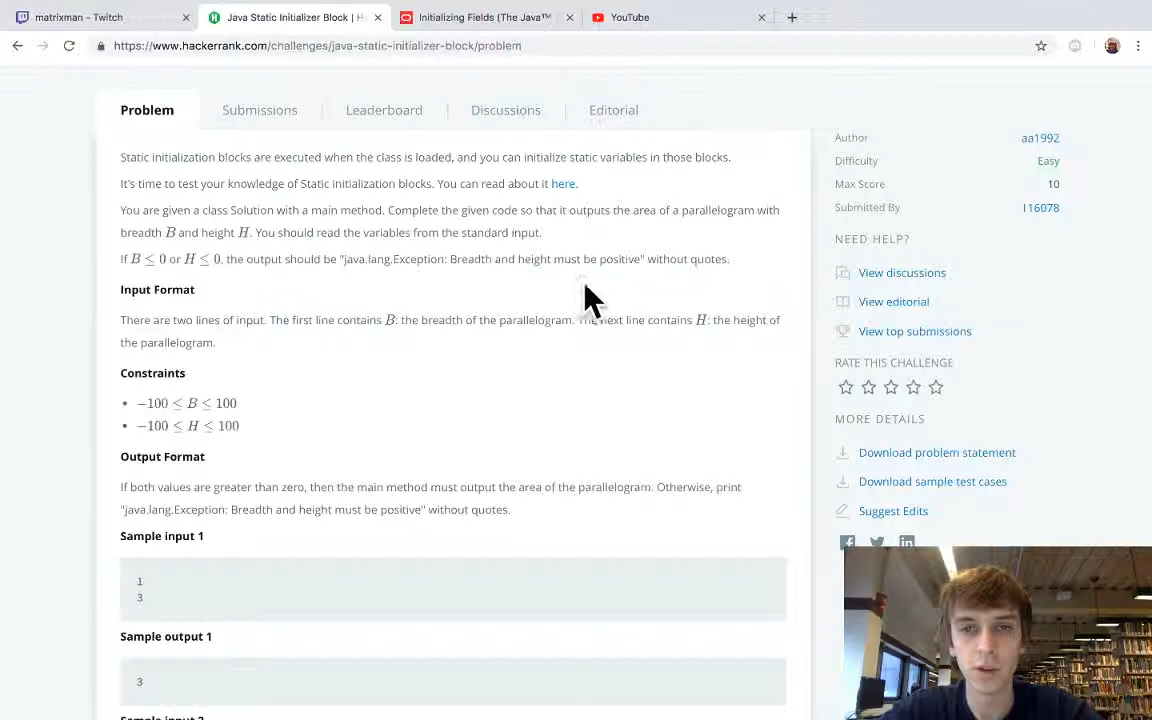 matrixman - Twitch
Java Static Initializer Block | H
Initializing Fields (The Java™
YouTube
https://www.hackerrank.com/challenges/java-static-initializer-block/problem
Problem
Submissions
Leaderboard
Discussions
Editorial
Static initialization blocks are executed when the class is loaded, and you can initialize static variables in those blocks.
It's time to test your knowledge of Static initialization blocks. You can read about it here.
You are given a class Solution with a main method. Complete the given code so that it outputs the area of a parallelogram with
breadth B and height H. You should read the variables from the standard input.
If B ≤ 0 or H ≤ 0, the output should be "java.lang.Exception: Breadth and height must be positive" without quotes.
Input Format
There are two lines of input. The first line contains B: the breadth of the parallelogram. The next line contains H: the height of
the parallelogram.
Constraints
• −100 ≤ B ≤ 100
• −100 ≤ H ≤ 100
Output Format
If both values are greater than zero, then the main method must output the area of the parallelogram. Otherwise, print
"java.lang.Exception: Breadth and height must be positive" without quotes.
Sample input 1
1
3
Sample output 1
3
Sample input 2
Author aa1992
Difficulty Easy
Max Score 10
Submitted By 116078
NEED HELP?
View discussions
View editorial
View top submissions
RATE THIS CHALLENGE
MORE DETAILS
Download problem statement
Download sample test cases
Suggest Edits